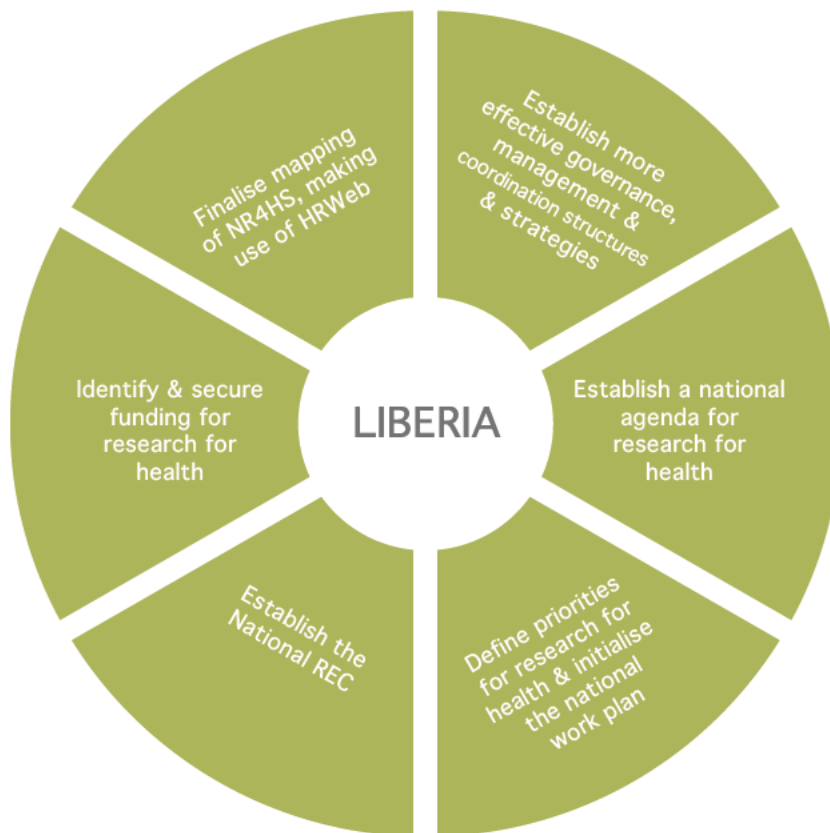 Establish more
effective governance,
management &
coordination structures
& strategies
Establish a national
agenda for
research for
health
Define priorities
for research for
health & initialise
the national
work plan
Establish the
National REC
Identify & secure
funding for
research for
health
Finalise mapping
of NR4HS, making
use of HRWeb
LIBERIA